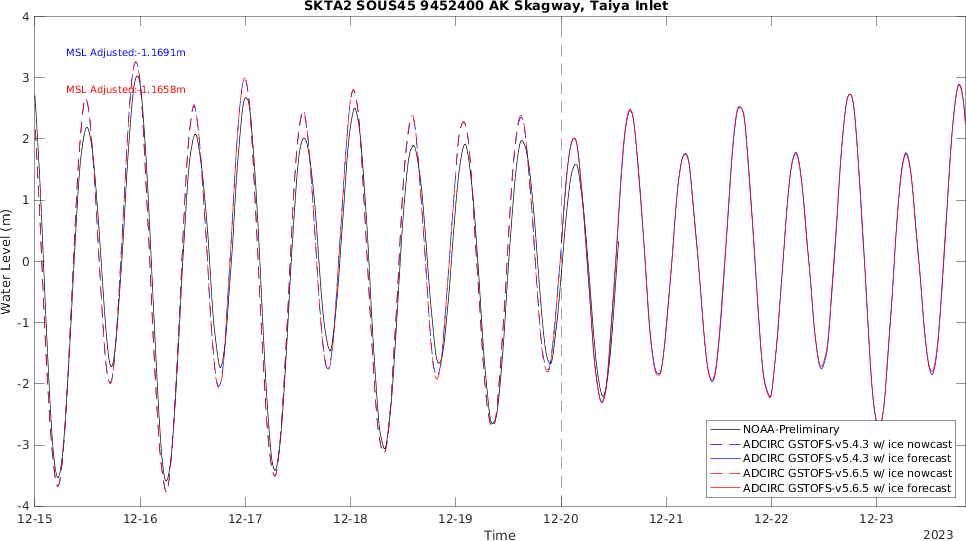 SKTA2 SOUS45 9452400 AK Skagway, Taiya Inlet
MSL Adjusted:-1.1691m
MSL Adjusted:-1.1658m
4
3
2
1
0
-1
-2
-3
-4
Water Level (m)
12-15 12-16 12-17 12-18 12-19 12-20 12-21 12-22 12-23
Time
2023
NOAA-Preliminary
ADCIRC GSTOFS-v5.4.3 w/ ice nowcast
ADCIRC GSTOFS-v5.4.3 w/ ice forecast
ADCIRC GSTOFS-v5.6.5 w/ ice nowcast
ADCIRC GSTOFS-v5.6.5 w/ ice forecast